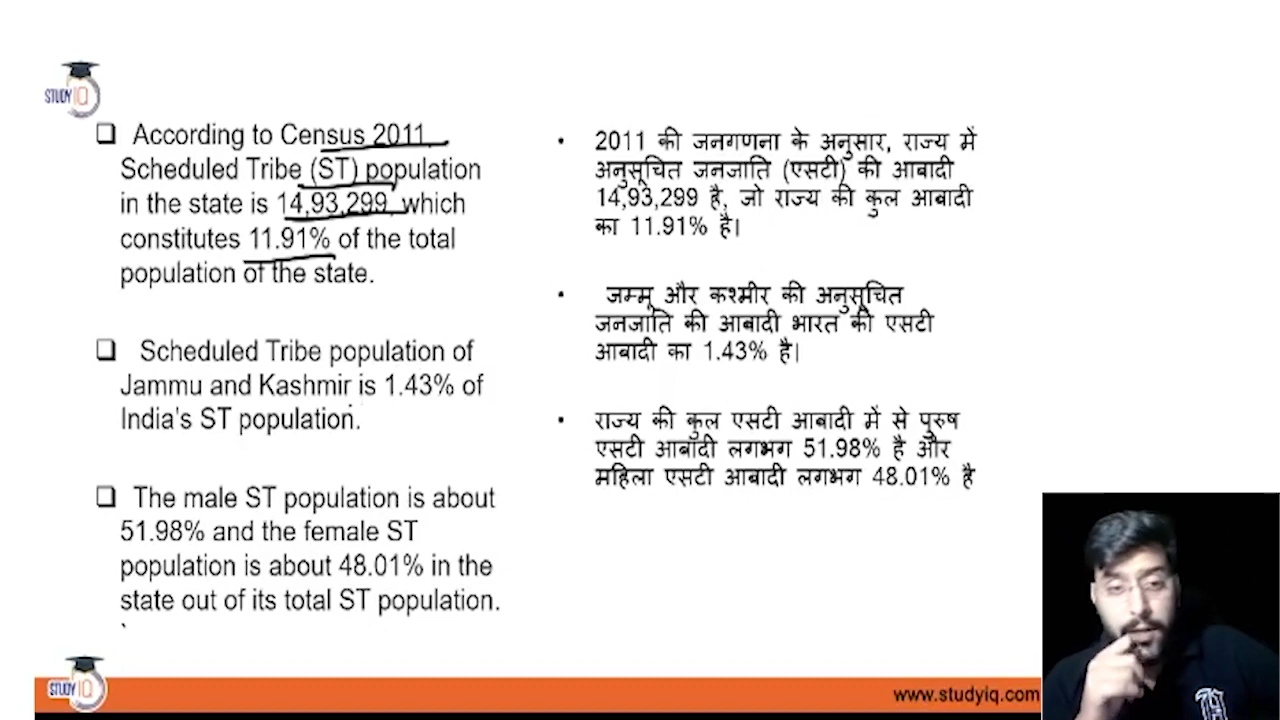 STUDY IQ
According to Census 2011
Scheduled Tribe (ST) population
in the state is 14,93,299, which
constitutes 11.91% of the total
population of the state.
Scheduled Tribe population of
Jammu and Kashmir is 1.43% of
India's ST population.
The male ST population is about
51.98% and the female ST
population is about 48.01% in the
state out of its total ST population.
2011 की जनगणना के अनुसार, राज्य में
अनुसूचित जनजाति (एसटी) की आबादी
14,93,299 है, जो राज्य की कुल आबादी
का 11.91% है।
जम्मू और कश्मीर की अनुसूचित
जनजाति की आबादी भारत की एसटी
आबादी का 1.43% है।
राज्य की कुल एसटी आबादी में से पुरुष
एसटी आबादी लगभग 51.98% है और
महिला एसटी आबादी लगभग 48.01% है
STUDY IQ
www.studyiq.com